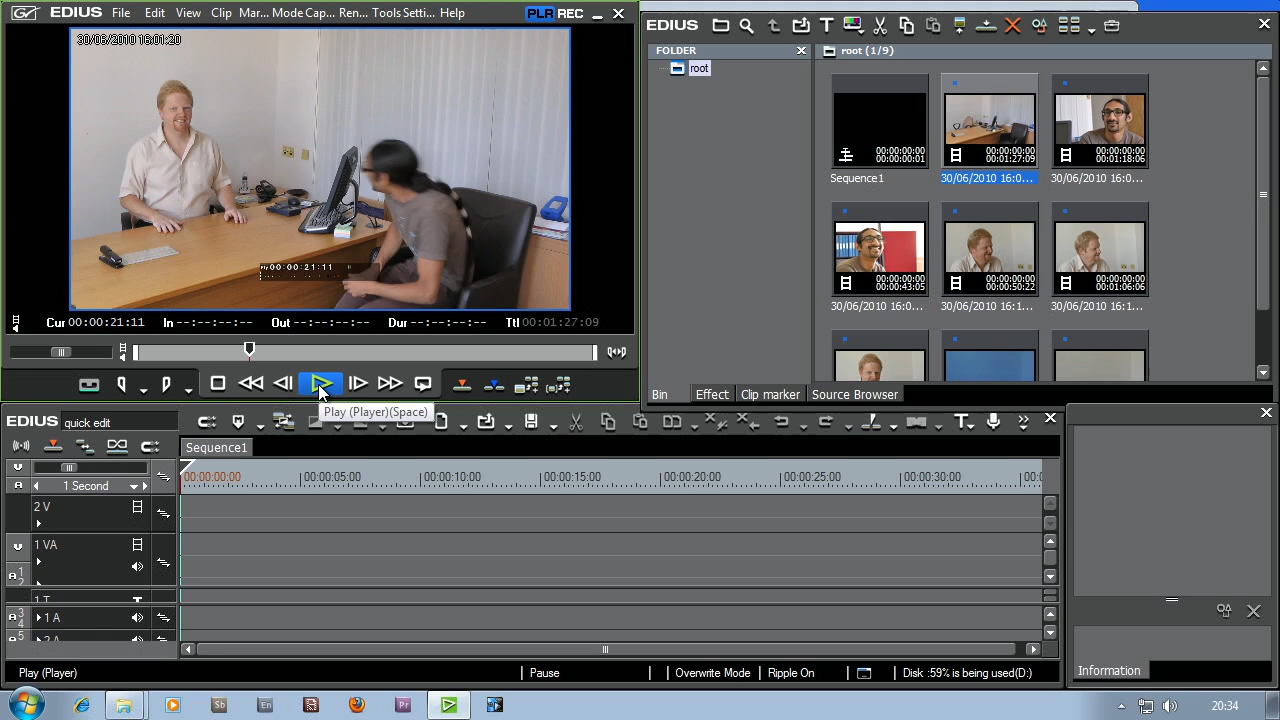 EDIUS File Edit View Clip Mar... Mode Cap... Ren... Tools Setti... Help PLR REC
30/06/2010 16:01:20
00:00:21:11
Cur 00:00:21:11 In --:--:--:-- Out --:--:--:-- Dur --:--:--:-- Ttl 00:01:27:09
Play (Player)(Space)
EDIUS
FOLDER
root
root (1/9)
00:00:00:00
00:00:00:01
Sequence1
00:00:00:00
00:01:27:09
30/06/2010 16:0...
00:00:00:00
00:01:18:06
30/06/2010 16:0...
00:00:00:00
00:00:43:05
30/06/2010 16:0...
00:00:00:00
00:00:50:22
30/06/2010 16:1...
00:00:00:00
00:01:06:06
30/06/2010 16:1...
Bin Effect Clip marker Source Browser
EDIUS quick edit
Sequence1
1 Second
00:00:00:00 00:00:05:00 00:00:10:00 00:00:15:00 00:00:20:00 00:00:25:00 00:00:30:00 00:0
2 V
1 VA
1
2
1 T
3
4
1 A
5
2 A
Play (Player) Pause Overwrite Mode Ripple On Disk :59% is being used(D:)
Information
Sb En Pr
20:34